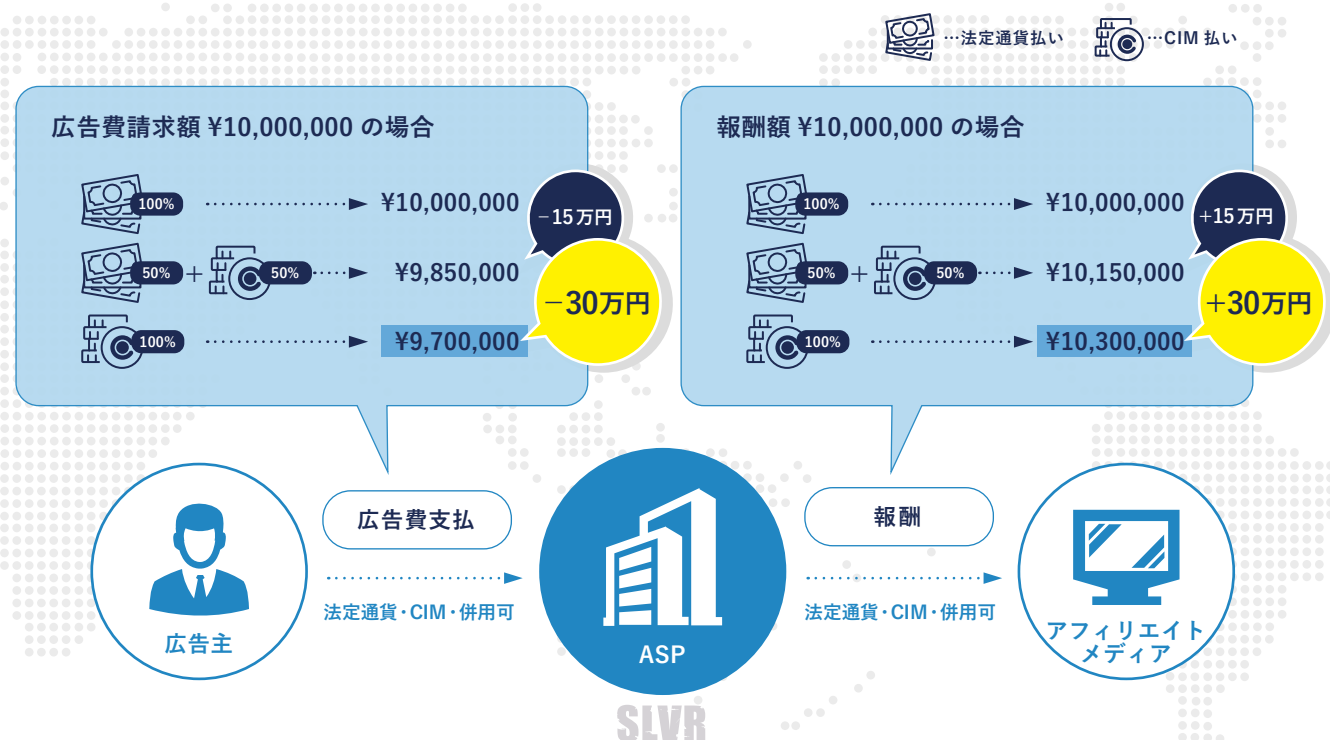 …法定通貨払い
…CIM 払い
広告費請求額 ¥10,000,000 の場合
100%
¥10,000,000
−15万円
50%
+
50%
¥9,850,000
−30万円
100%
¥9,700,000
報酬額 ¥10,000,000 の場合
100%
¥10,000,000
+15万円
50%
+
50%
¥10,150,000
+30万円
100%
¥10,300,000
広告主
広告費支払
法定通貨・CIM・併用可
ASP
報酬
法定通貨・CIM・併用可
アフィリエイト
メディア
SLVR